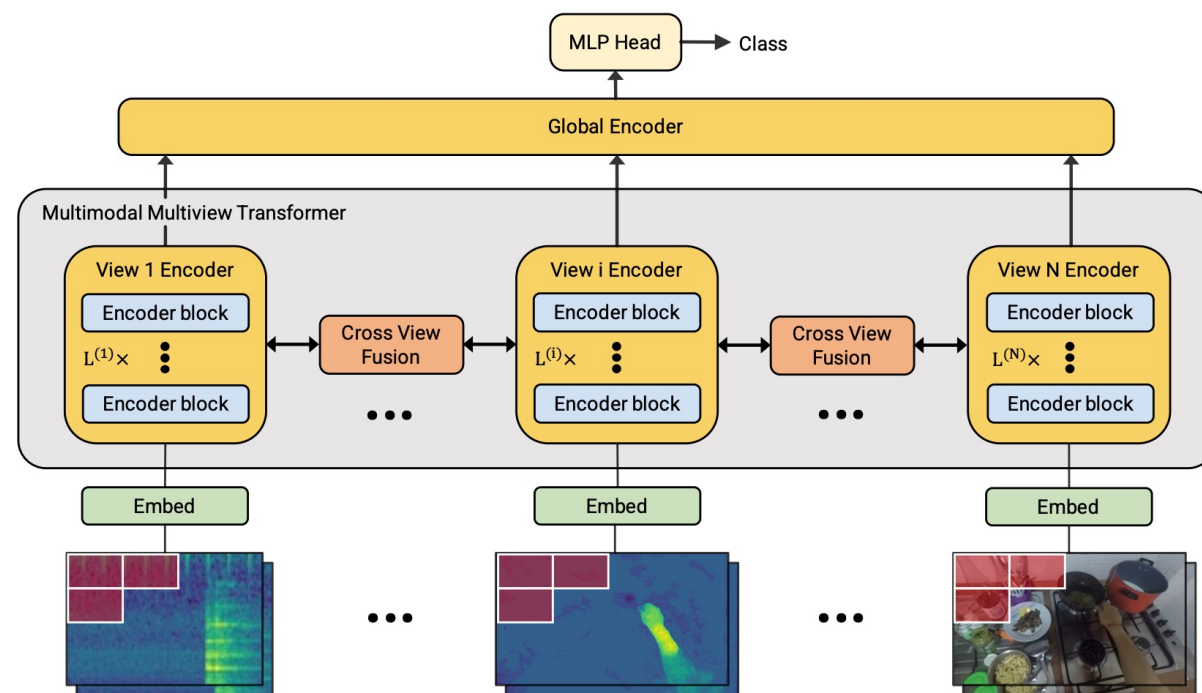 MLP Head
Class
Global Encoder
Multimodal Multiview Transformer
View 1 Encoder
Encoder block
L⁽¹⁾×
Encoder block
Cross View
Fusion
View i Encoder
Encoder block
L⁽ⁱ⁾×
Encoder block
Cross View
Fusion
View N Encoder
Encoder block
L⁽ᴺ⁾×
Encoder block
Embed
Embed
Embed